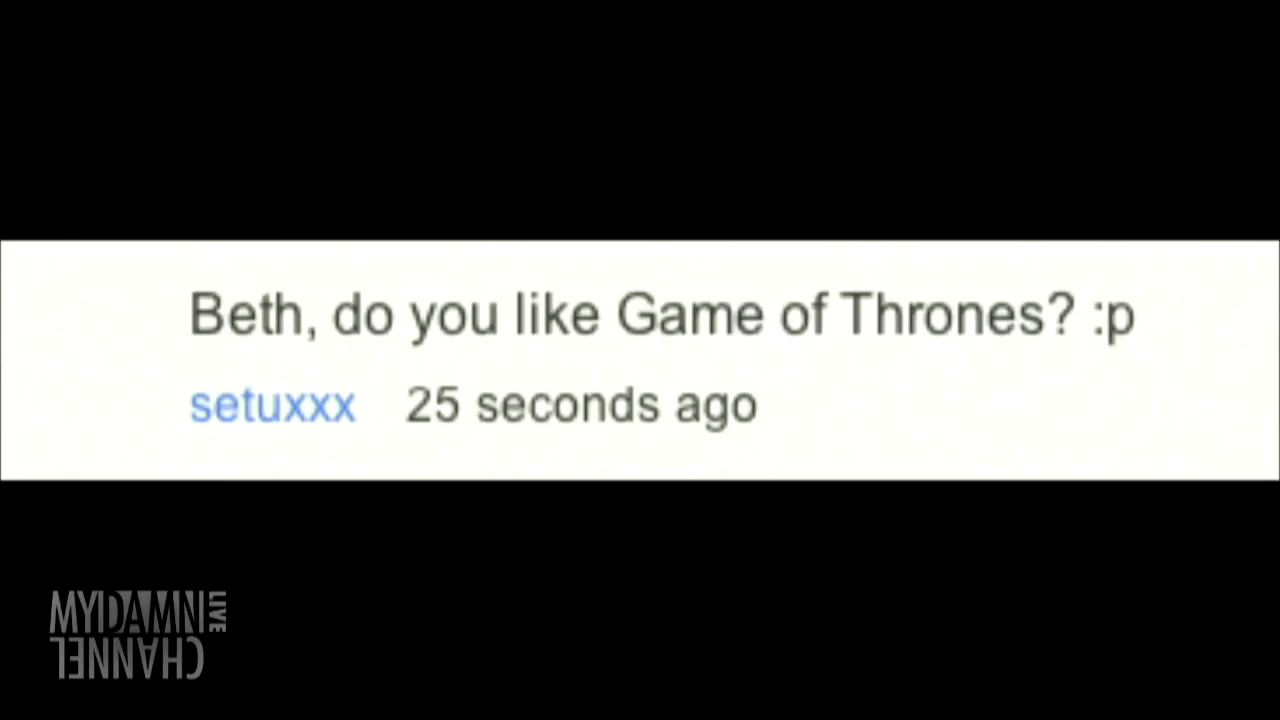 Beth, do you like Game of Thrones? :p
setuxxx 25 seconds ago
MYDAMN LIVE
CHANNEL